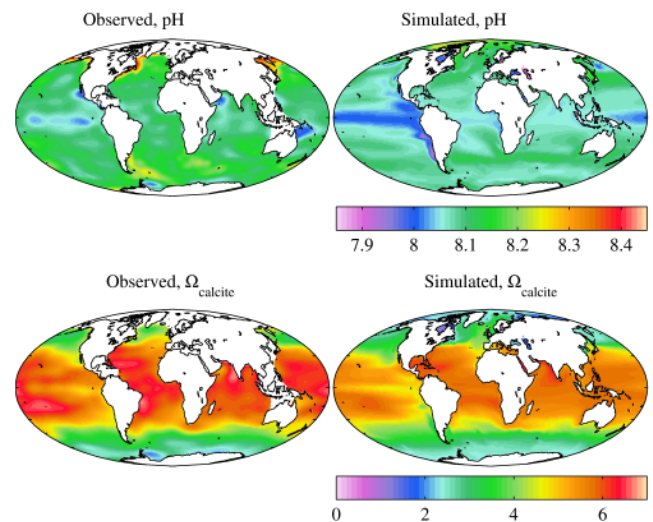 Observed, pH
Simulated, pH
7.9 8 8.1 8.2 8.3 8.4
Observed, Ωcalcite
Simulated, Ωcalcite
0 2 4 6